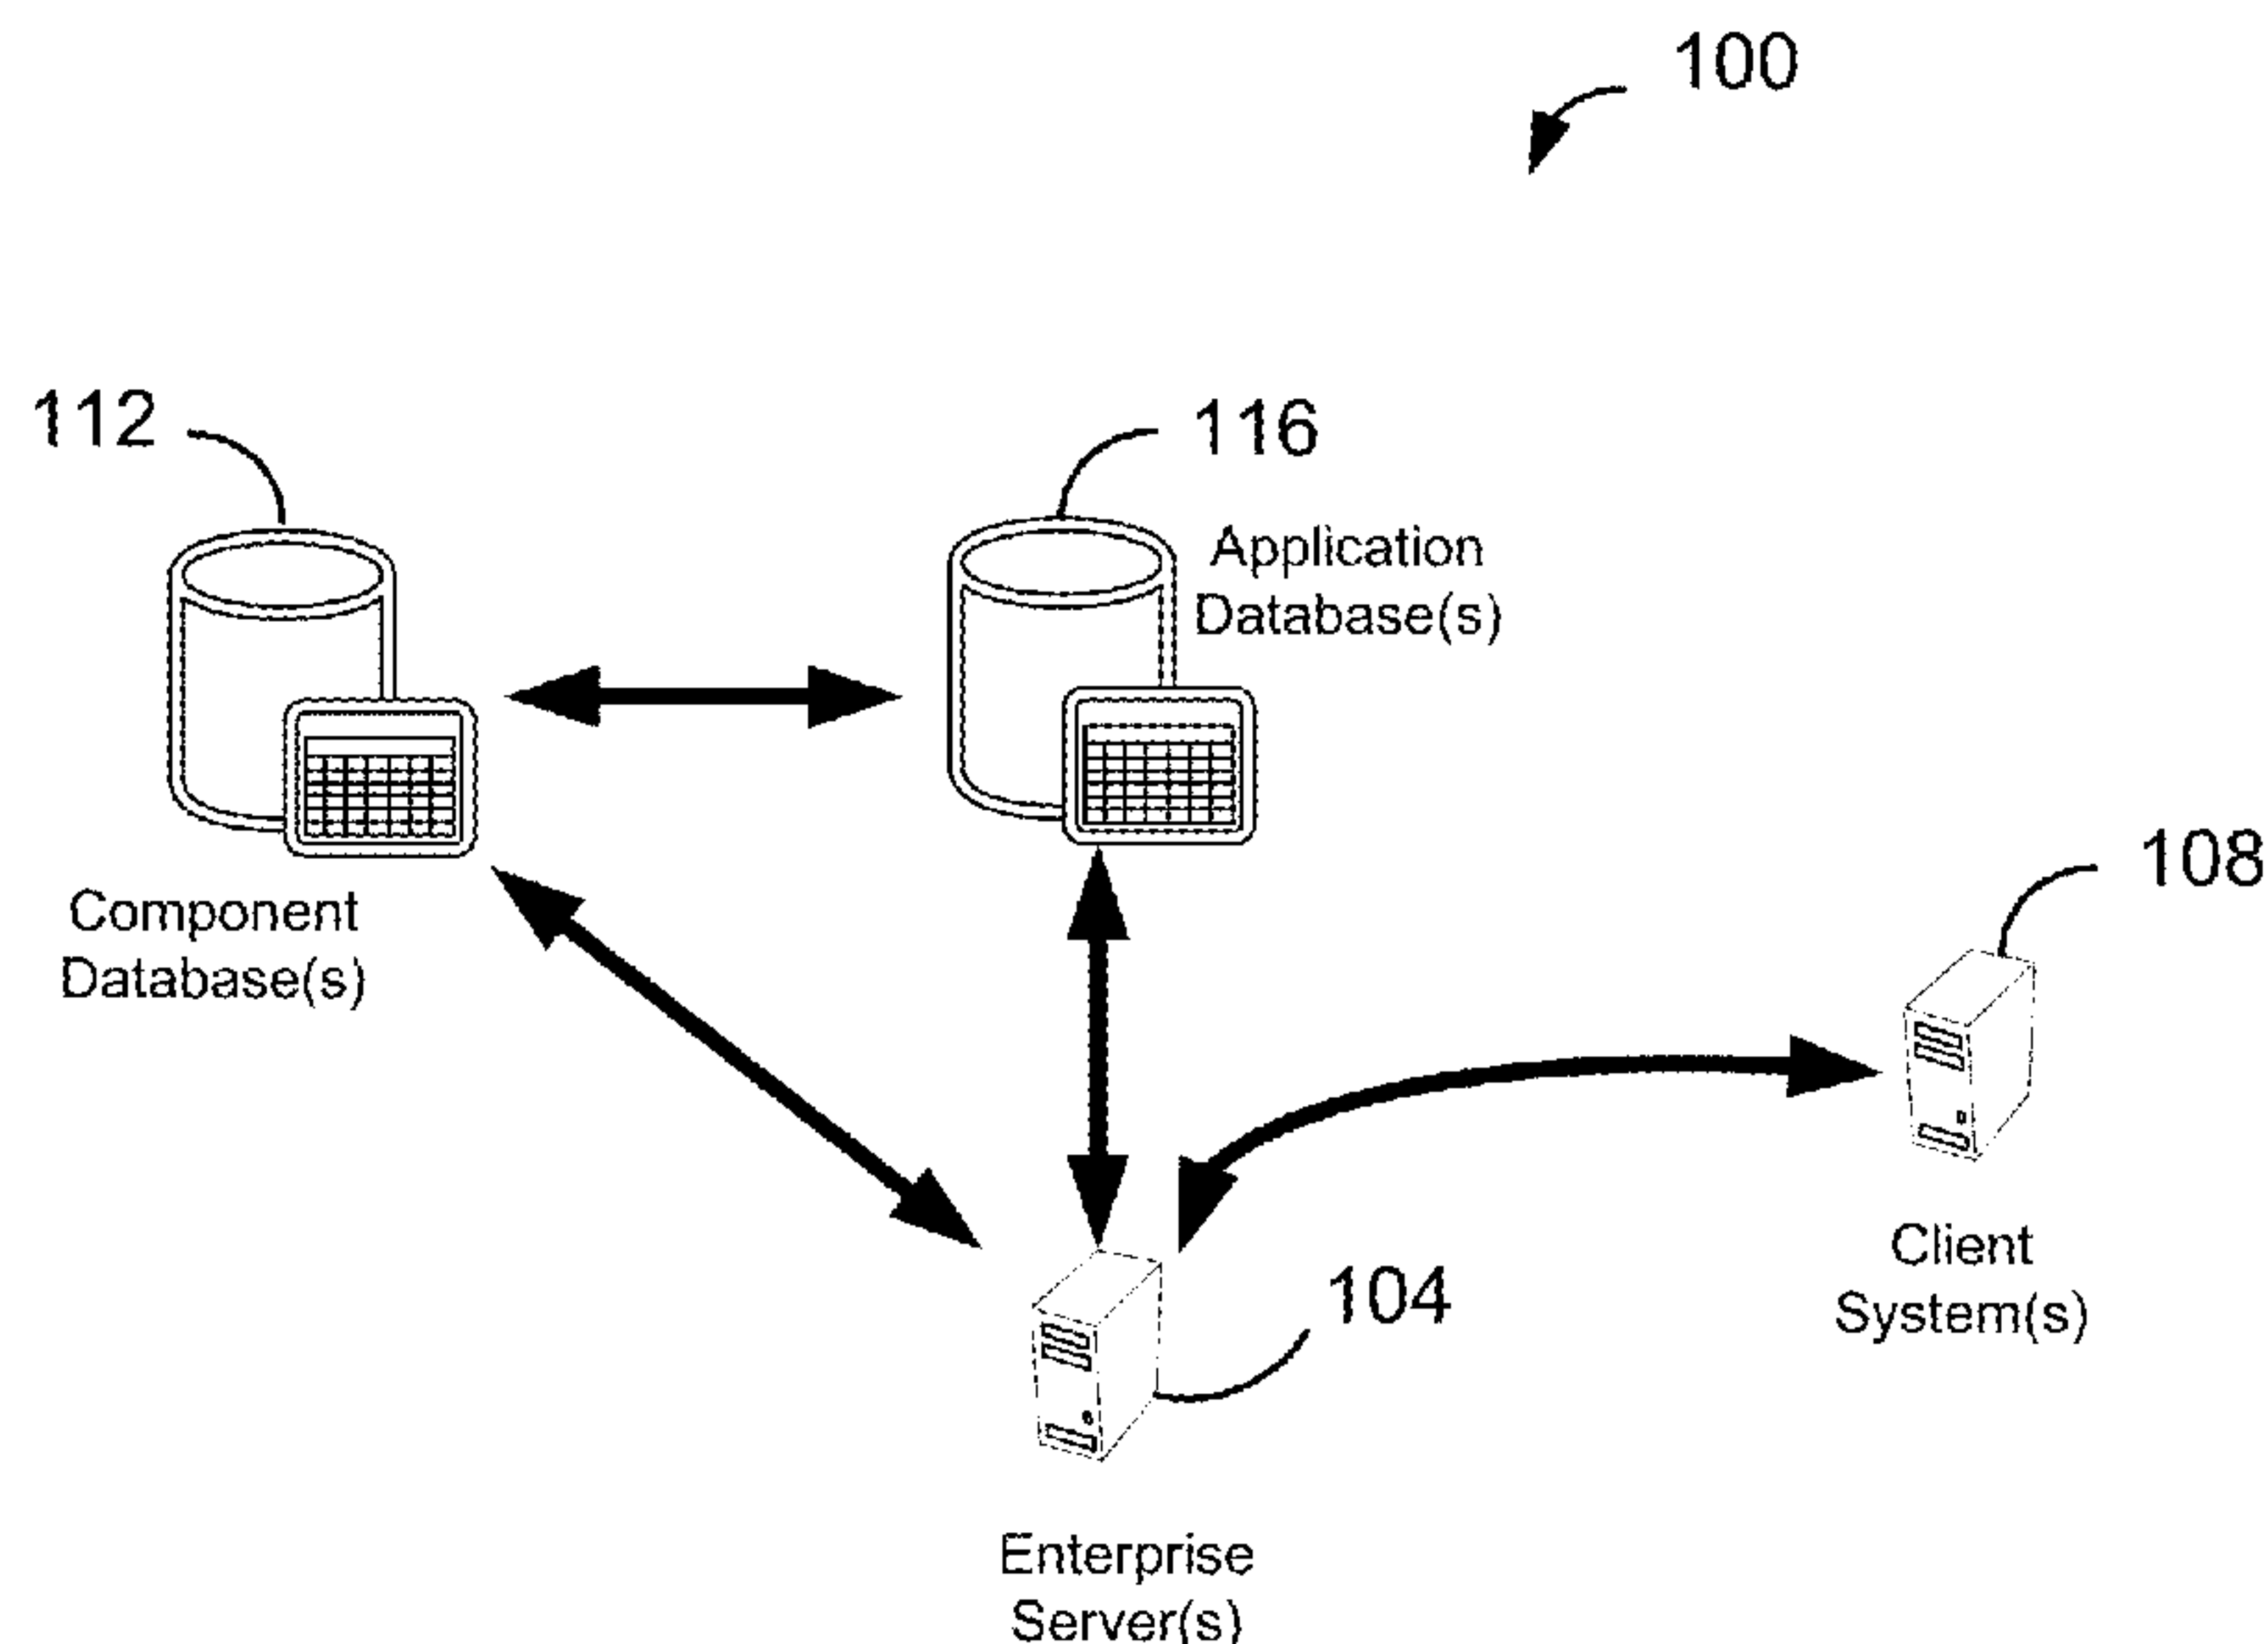 100
112
116
Application
Database(s)
108
Component
Database(s)
Client
System(s)
104
Enterprise
Server(s)